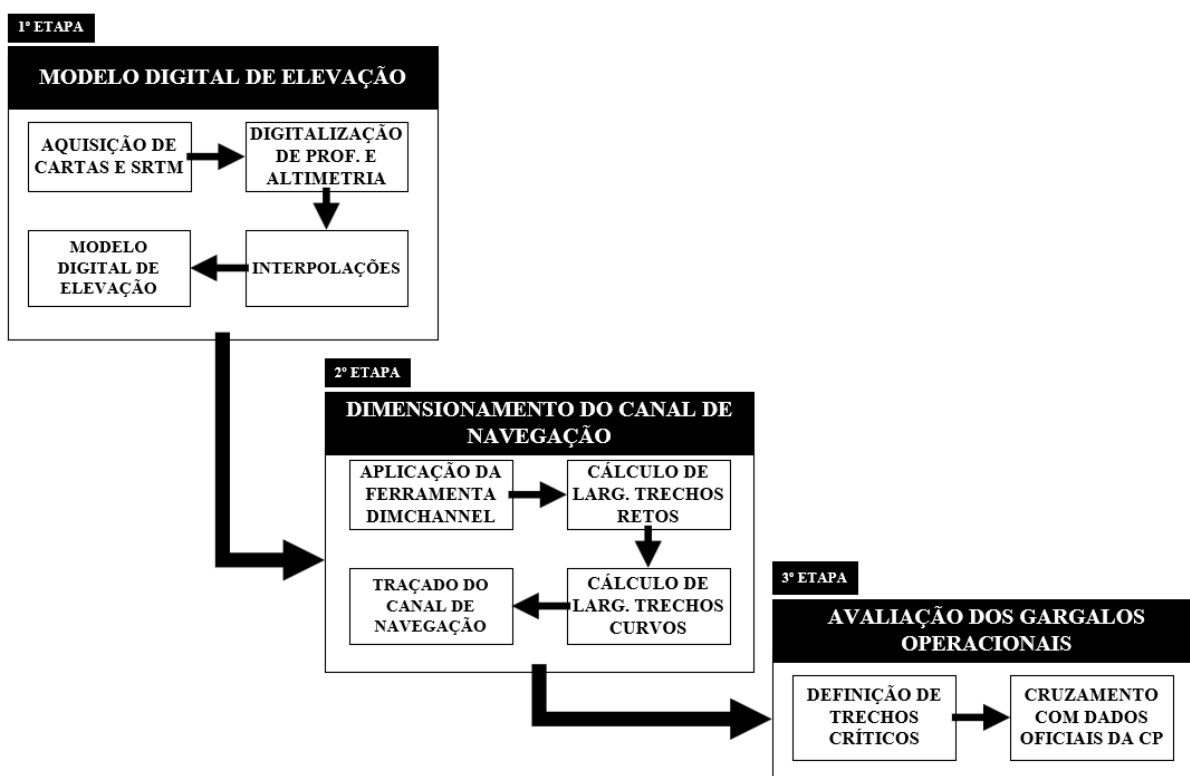 1º ETAPA
MODELO DIGITAL DE ELEVAÇÃO
AQUISIÇÃO DE
CARTAS E SRTM
DIGITALIZAÇÃO
DE PROF. E
ALTIMETRIA
INTERPOLAÇÕES
MODELO
DIGITAL DE
ELEVAÇÃO
2º ETAPA
DIMENSIONAMENTO DO CANAL DE
NAVEGAÇÃO
APLICAÇÃO DA
FERRAMENTA
DIMCHANNEL
CÁLCULO DE
LARG. TRECHOS
RETOS
CÁLCULO DE
LARG. TRECHOS
CURVOS
TRAÇADO DO
CANAL DE
NAVEGAÇÃO
3º ETAPA
AVALIAÇÃO DOS GARGALOS
OPERACIONAIS
DEFINIÇÃO DE
TRECHOS
CRÍTICOS
CRUZAMENTO
COM DADOS
OFICIAIS DA CP